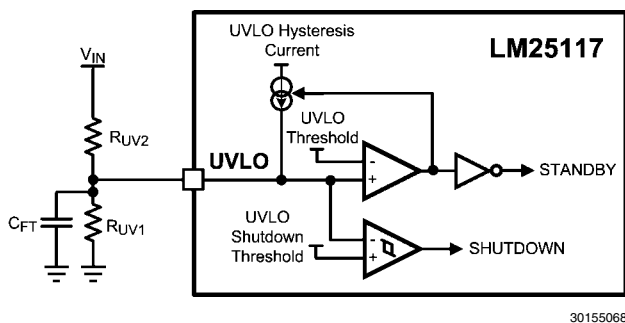 UVLO Hysteresis
Current
LM25117
VIN
UVLO
Threshold
RUV2
UVLO
-
+
STANDBY
CFT
RUV1
UVLO
Shutdown
Threshold
-
+
SHUTDOWN
30155068